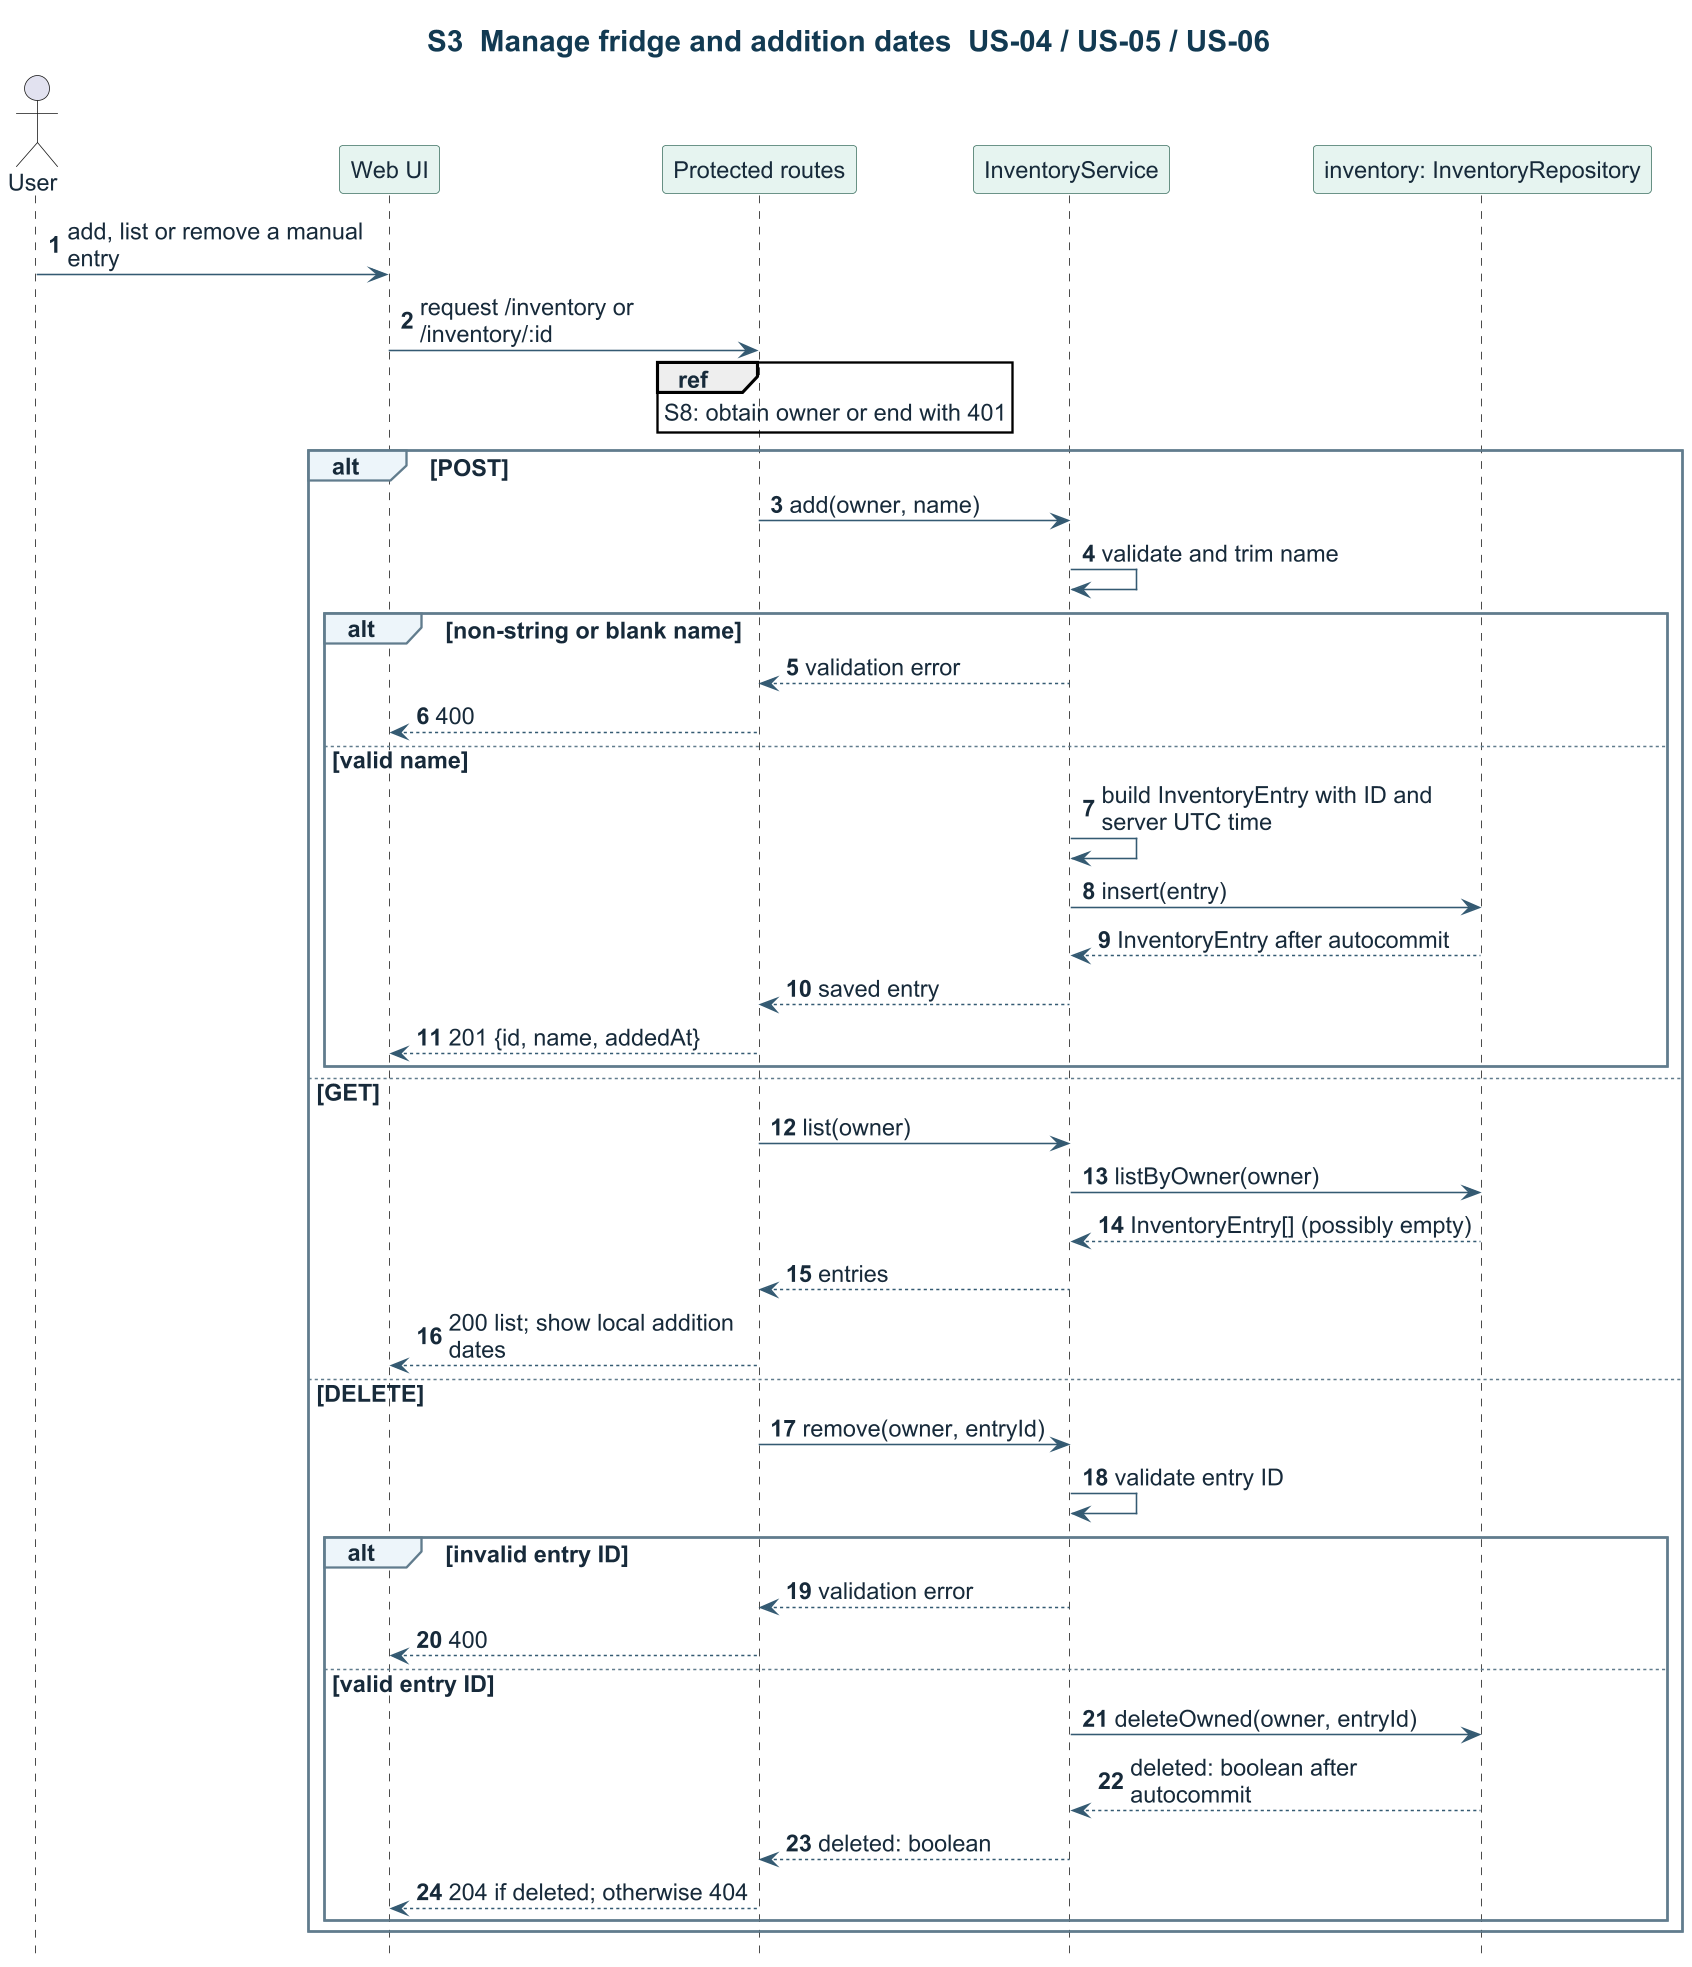 S3  Manage fridge and addition dates  US-04 / US-05 / US-06
User
Web UI
Protected routes
InventoryService
inventory: InventoryRepository
1 add, list or remove a manual
entry
2 request /inventory or
/inventory/:id
ref
S8: obtain owner or end with 401
alt [POST]
3 add(owner, name)
4 validate and trim name
alt [non-string or blank name]
5 validation error
6 400
[valid name]
7 build InventoryEntry with ID and
server UTC time
8 insert(entry)
9 InventoryEntry after autocommit
10 saved entry
11 201 {id, name, addedAt}
[GET]
12 list(owner)
13 listByOwner(owner)
14 InventoryEntry[] (possibly empty)
15 entries
16 200 list; show local addition
dates
[DELETE]
17 remove(owner, entryId)
18 validate entry ID
alt [invalid entry ID]
19 validation error
20 400
[valid entry ID]
21 deleteOwned(owner, entryId)
22 deleted: boolean after
autocommit
23 deleted: boolean
24 204 if deleted; otherwise 404